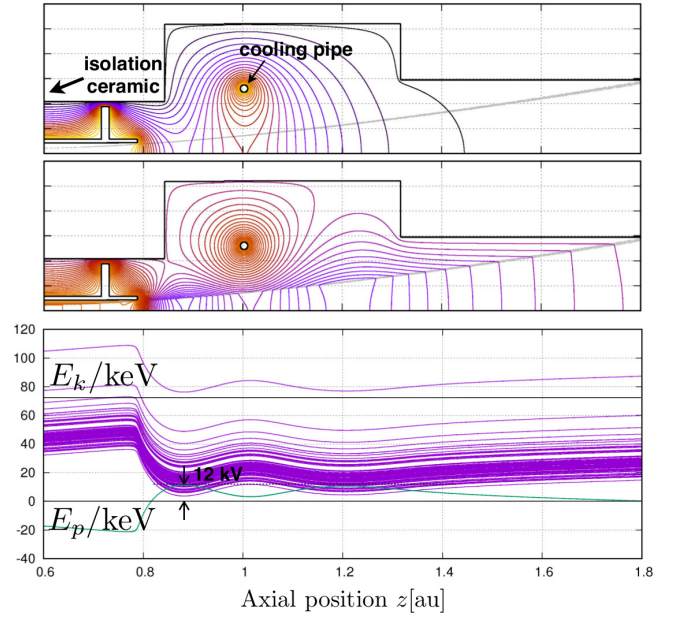 isolation
ceramic
cooling pipe
120
100
80
60
40
20
0
-20
-40
E_k/keV
12 kV
E_p/keV
0.6
0.8
1
1.2
1.4
1.6
1.8
Axial position z[au]